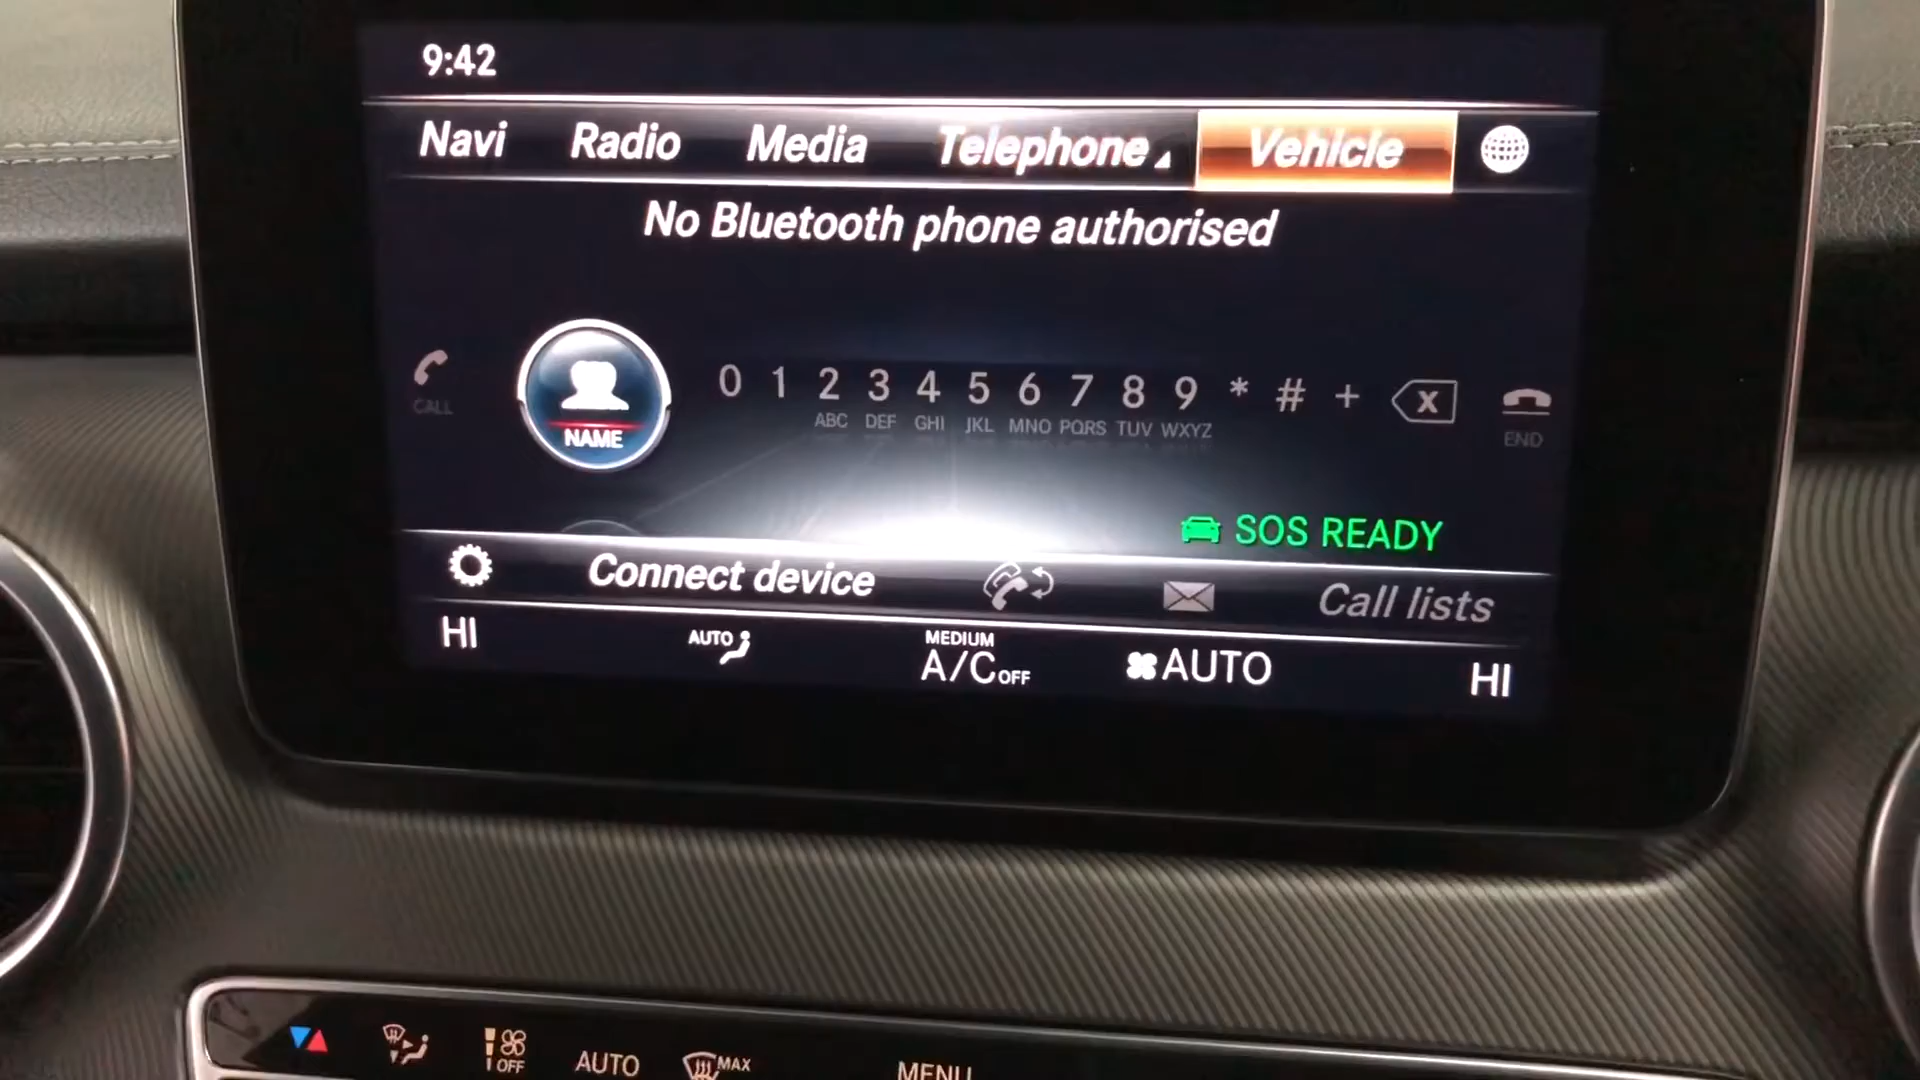 9:42
Navi Radio Media Telephone Vehicle
No Bluetooth phone authorised
CALL
NAME
0 1 2 3 4 5 6 7 8 9 * # + X
ABC DEF GHI JKL MNO PQRS TUV WXYZ
END
SOS READY
Connect device Call lists
HI AUTO MEDIUM A/C OFF AUTO HI
OFF AUTO MAX MENU